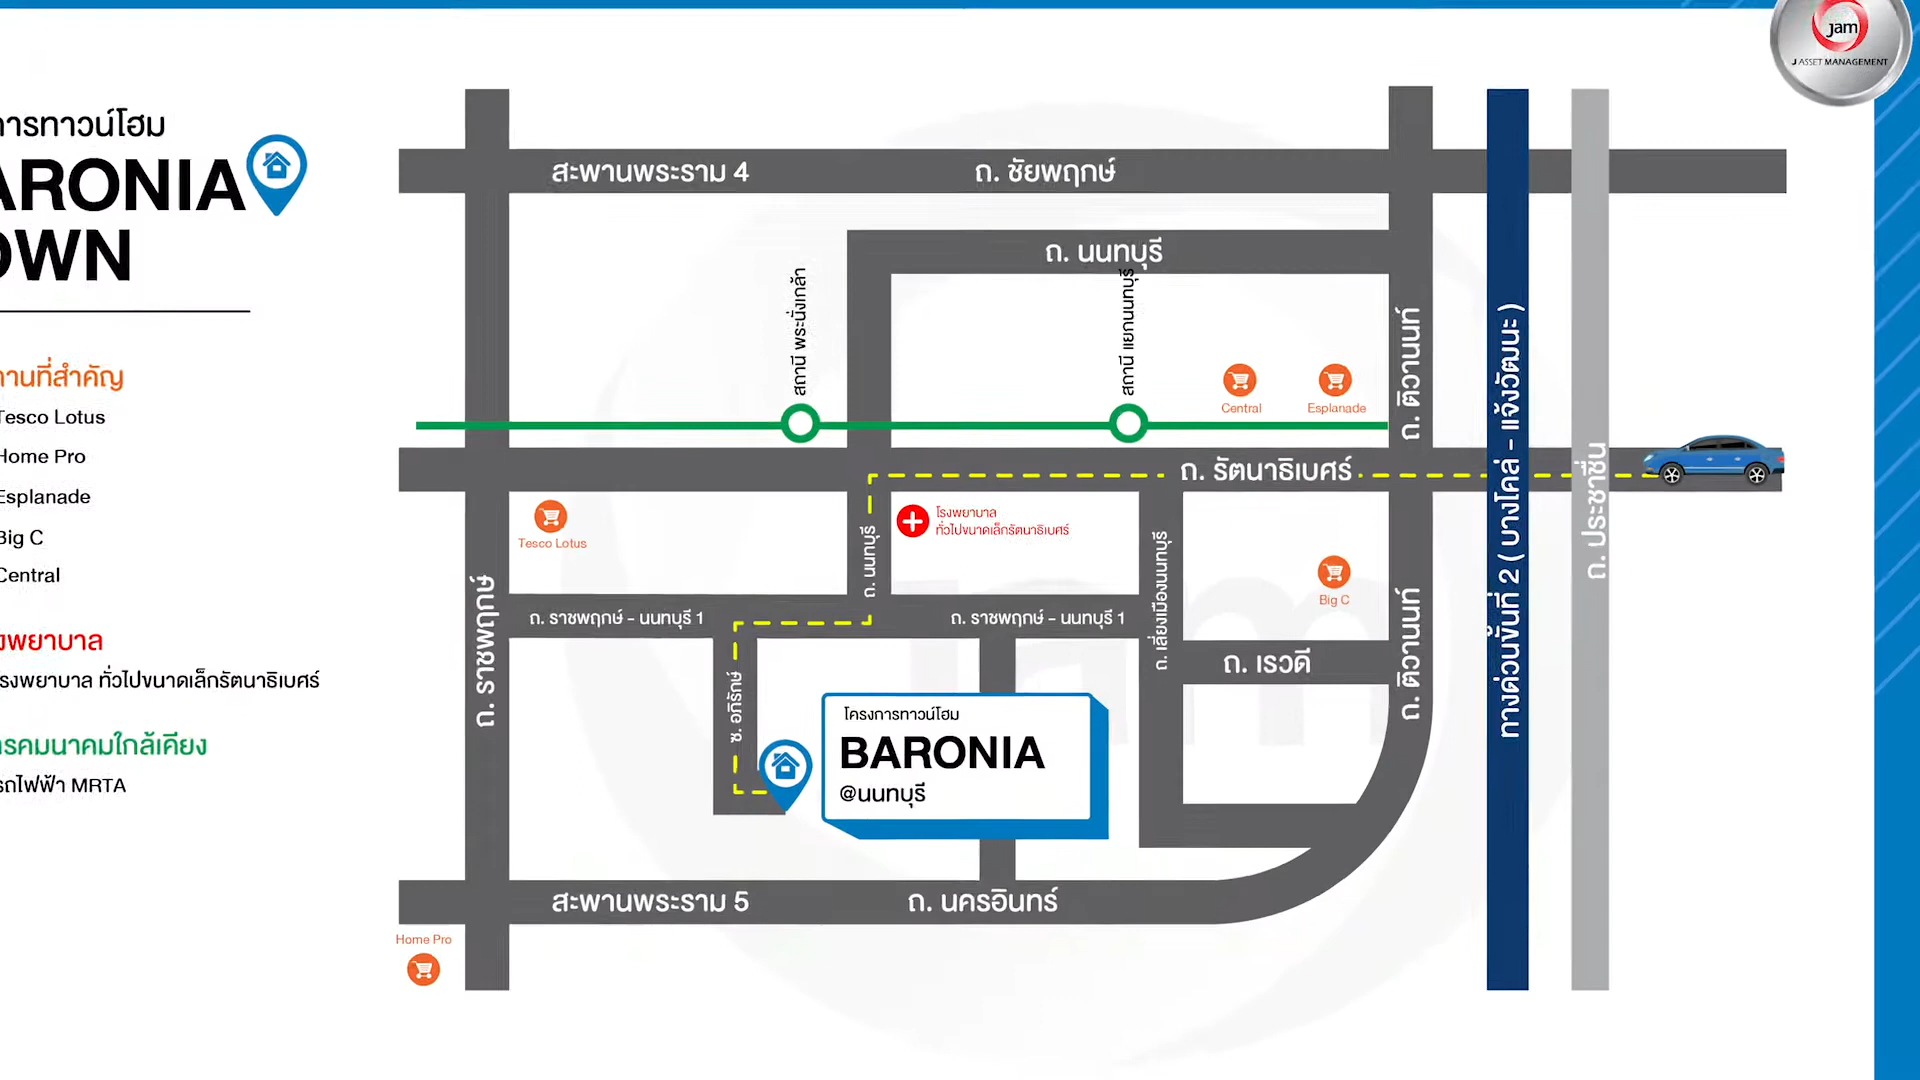 jam
J ASSET MANAGEMENT
การทาวน์โฮม
ARONIA
OWN
านที่สำคัญ
Tesco Lotus
Home Pro
Esplanade
Big C
Central
งพยาบาล
รงพยาบาล ทั่วไปขนาดเล็กรัตนาธิเบศร์
รคมนาคมใกล้เคียง
รถไฟฟ้า MRTA
สะพานพระราม 4
ถ. ชัยพฤกษ์
ถ. นนทบุรี
สถานี พระนั่งเกล้า
สถานี แยกนนทบุรี
Central
Esplanade
ถ. ติวานนท์
ทางด่วนขั้นที่ 2 ( บางโคล่ - แจ้งวัฒนะ )
ถ. ประชาชื่น
ถ. รัตนาธิเบศร์
Tesco Lotus
ถ. นนทบุรี
โรงพยาบาล
ทั่วไปขนาดเล็กรัตนาธิเบศร์
ถ. เลี่ยงเมืองนนทบุรี
Big C
ถ. ราชพฤกษ์
ถ. ราชพฤกษ์ - นนทบุรี 1
ถ. ราชพฤกษ์ - นนทบุรี 1
ถ. เรวดี
ถ. ติวานนท์
ซ. อภิรักษ์
โครงการทาวน์โฮม
BARONIA
@นนทบุรี
สะพานพระราม 5
ถ. นครอินทร์
Home Pro